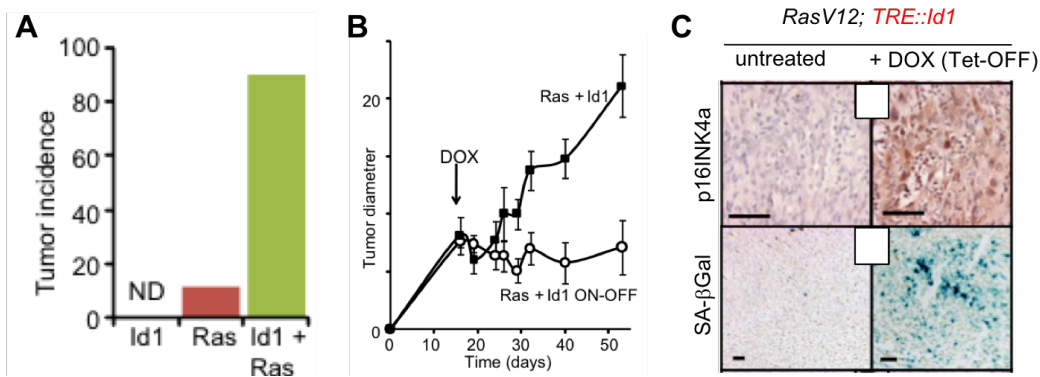 A
Tumor incidence
100
80
60
40
20
0
ND
Id1
Ras
Id1 +
Ras
B
Tumor diametrer
20
0
DOX
Ras + Id1
Ras + Id1 ON-OFF
0
10
20
30
40
50
Time (days)
C
RasV12; TRE::Id1
untreated
+ DOX (Tet-OFF)
p16INK4a
SA-βGal